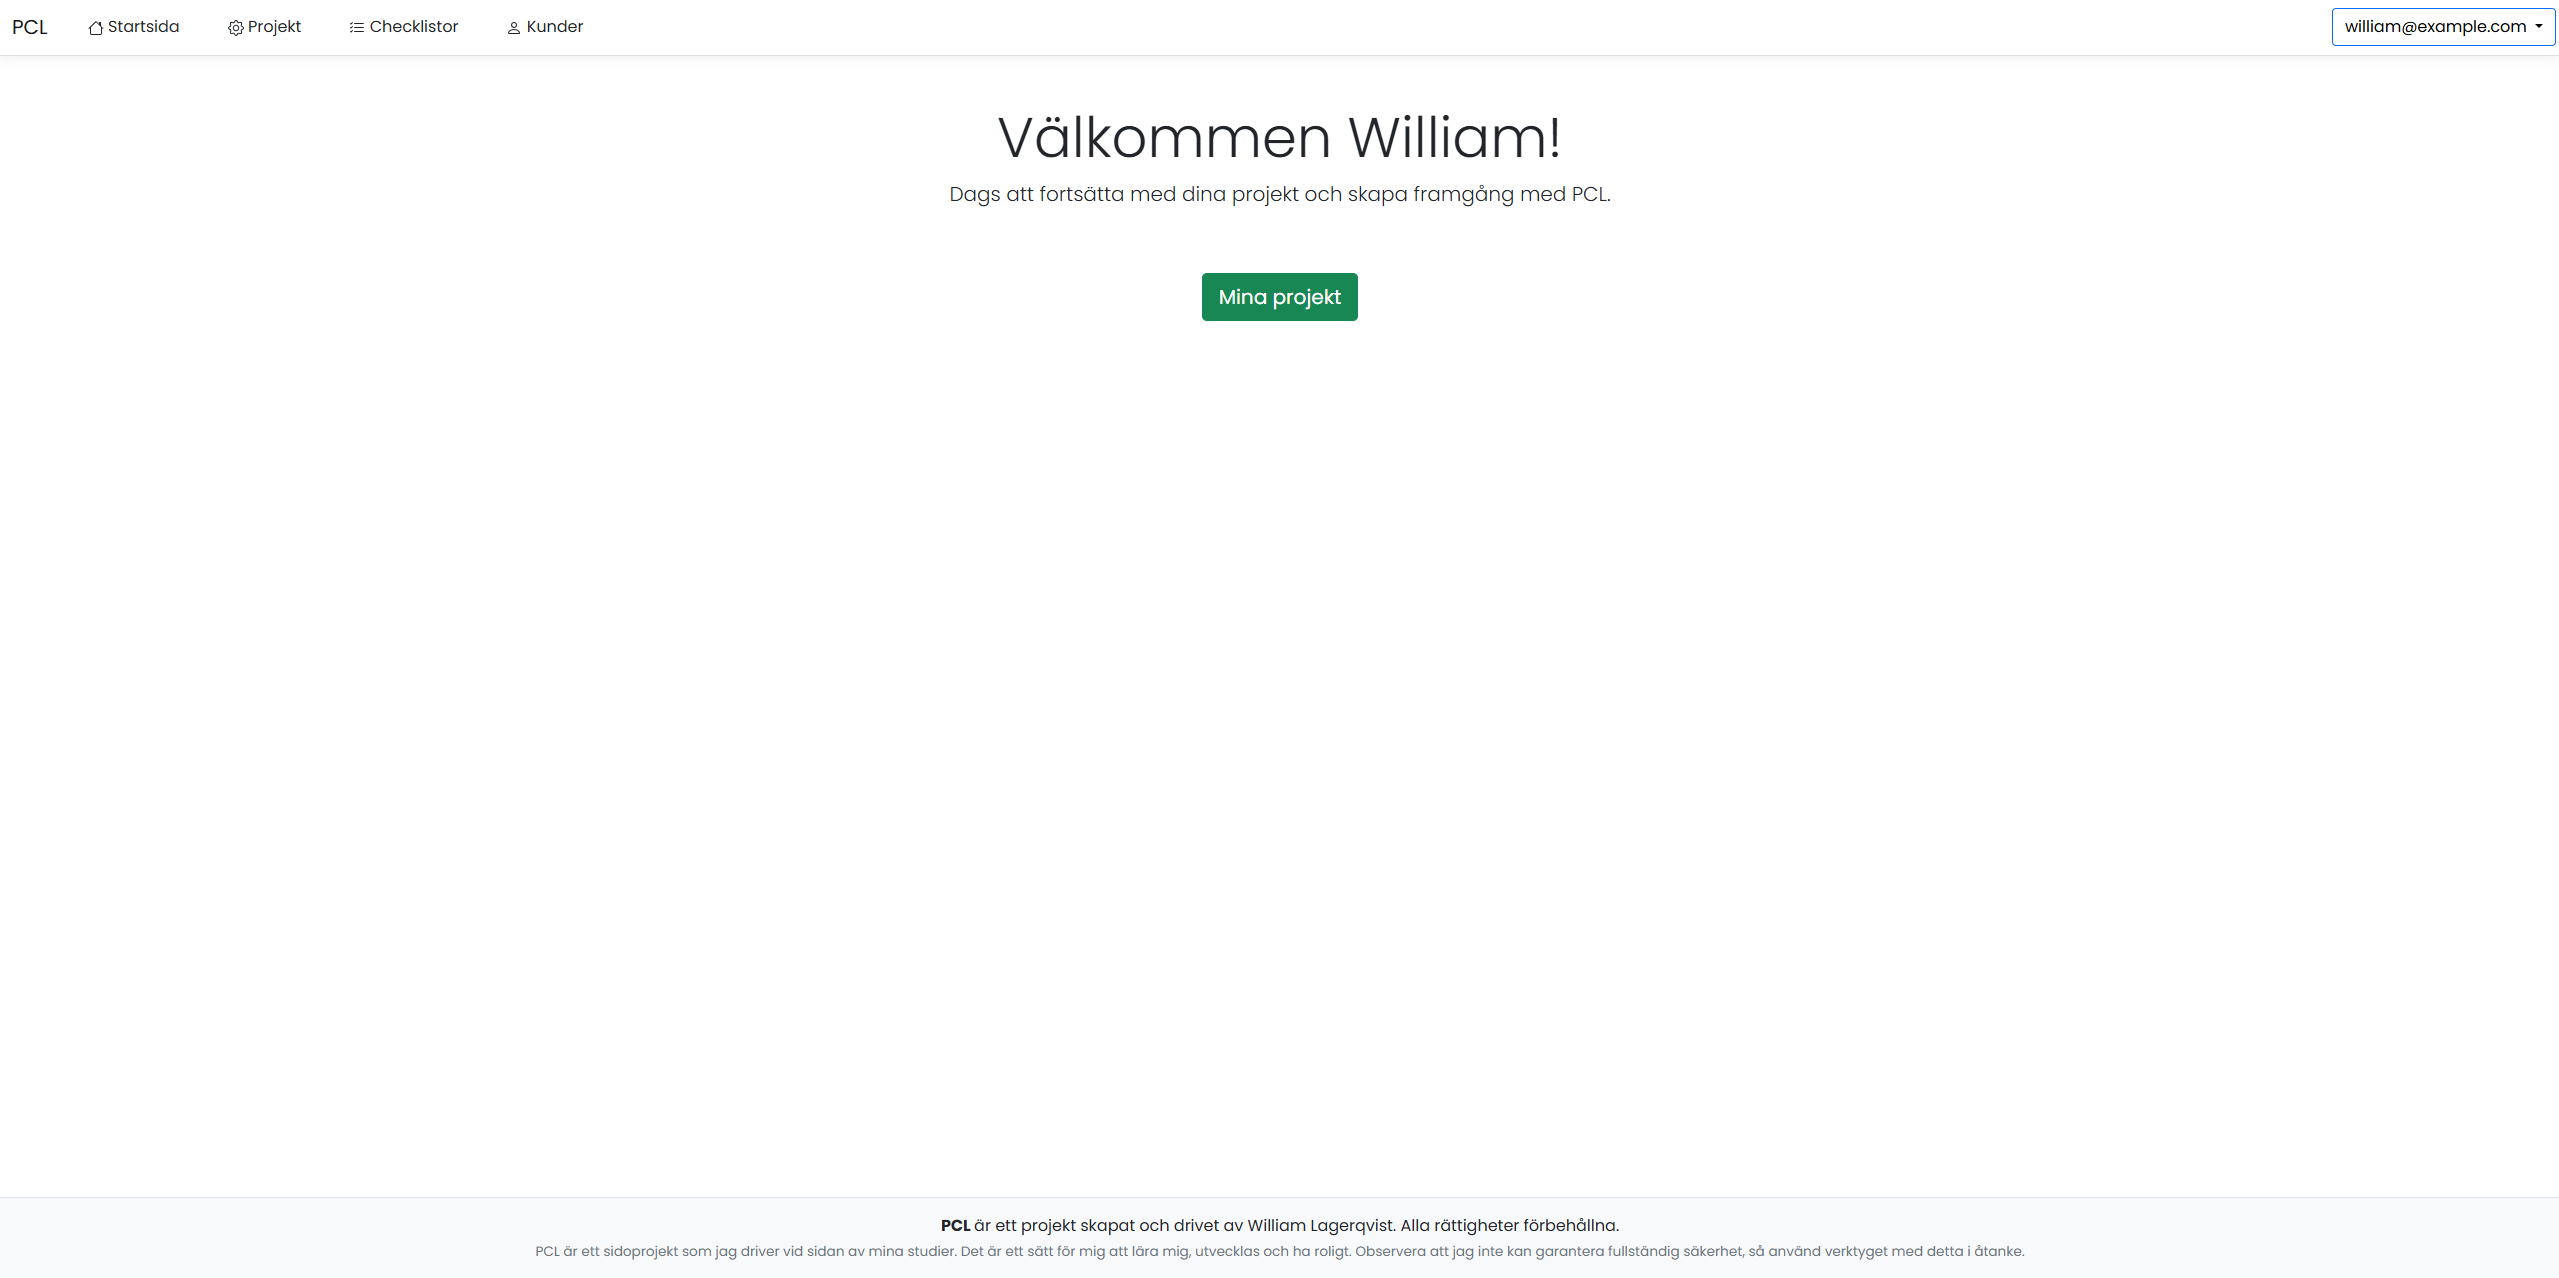 PCL Startsida Projekt Checklistor Kunder william@example.com
Välkommen William!
Dags att fortsätta med dina projekt och skapa framgång med PCL.
Mina projekt
PCL är ett projekt skapat och drivet av William Lagerqvist. Alla rättigheter förbehållna.
PCL är ett sidoprojekt som jag driver vid sidan av mina studier. Det är ett sätt för mig att lära mig, utvecklas och ha roligt. Observera att jag inte kan garantera fullständig säkerhet, så använd verktyget med detta i åtanke.